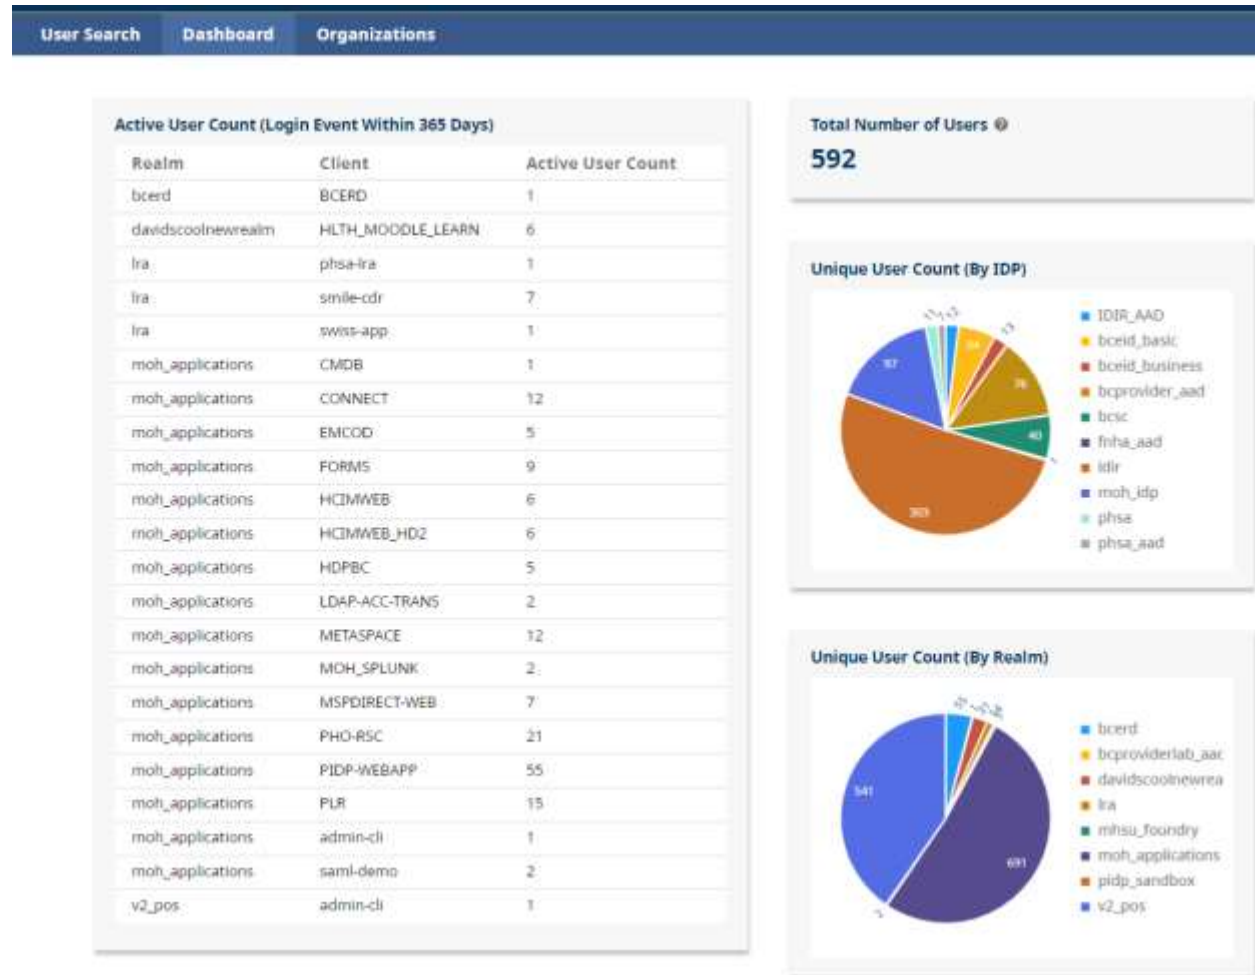 User Search Dashboard Organizations
Active User Count (Login Event Within 365 Days)
Realm Client Active User Count
bcerd BCERD 1
davidscoolnewrealm HLTH_MOODLE_LEARN 6
lra phsa-lra 1
lra smile-cdr 7
lra swiss-app 1
moh_applications CMDB 1
moh_applications CONNECT 12
moh_applications EMCOD 5
moh_applications FORMS 9
moh_applications HCIMWEB 6
moh_applications HCIMWEB_HD2 6
moh_applications HDPBC 5
moh_applications LDAP-ACC-TRANS 2
moh_applications METASPACE 12
moh_applications MOH_SPLUNK 2
moh_applications MSPDIRECT-WEB 7
moh_applications PHO-RSC 21
moh_applications PIDP-WEBAPP 55
moh_applications PLR 15
moh_applications admin-cli 1
moh_applications saml-demo 2
v2_pos admin-cli 1
Total Number of Users
592
Unique User Count (By IDP)
11
12
13
76
40
97
IDIR_AAD
bceid_basic
bceid_business
bcprovider_aad
bcsc
fnha_aad
idir
moh_idp
phsa
phsa_aad
Unique User Count (By Realm)
541
691
2
bcerd
bcproviderlab_aac
davidscoolnewrea
lra
mhsu_foundry
moh_applications
pidp_sandbox
v2_pos